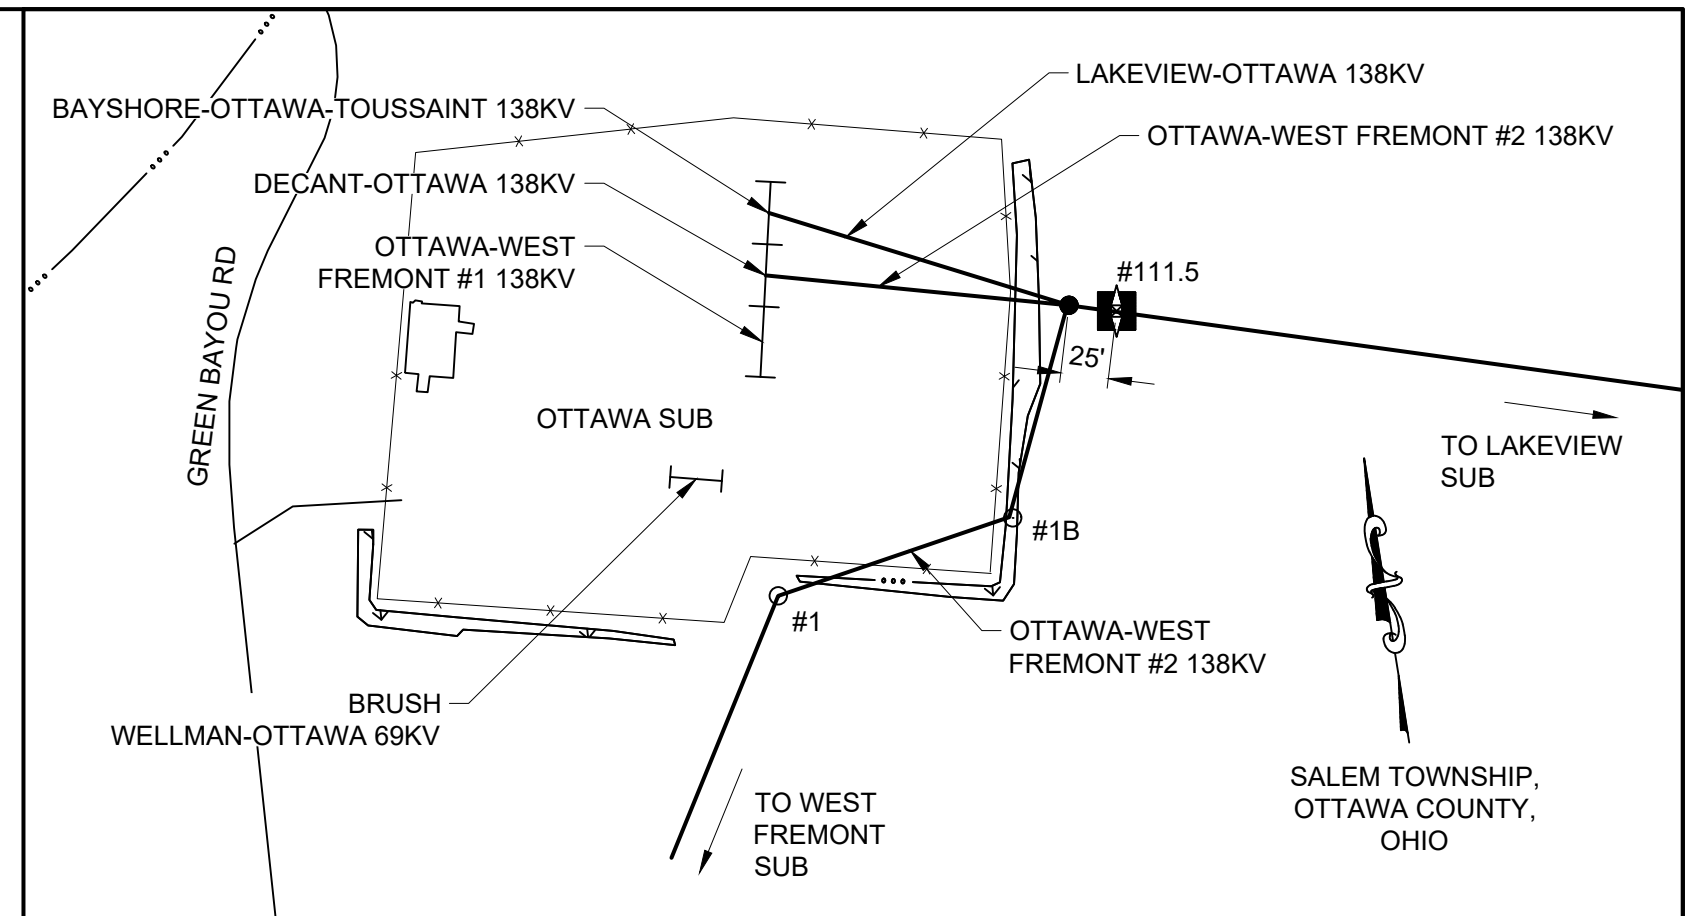 LAKEVIEW-OTTAWA 138KV
BAYSHORE-OTTAWA-TOUSSAINT 138KV
OTTAWA-WEST FREMONT #2 138KV
DECANT-OTTAWA 138KV
OTTAWA-WEST
FREMONT #1 138KV
#111.5
GREEN BAYOU RD
25'
OTTAWA SUB
TO LAKEVIEW
SUB
#1B
#1
OTTAWA-WEST
FREMONT #2 138KV
BRUSH
WELLMAN-OTTAWA 69KV
TO WEST
FREMONT
SUB
SALEM TOWNSHIP,
OTTAWA COUNTY,
OHIO